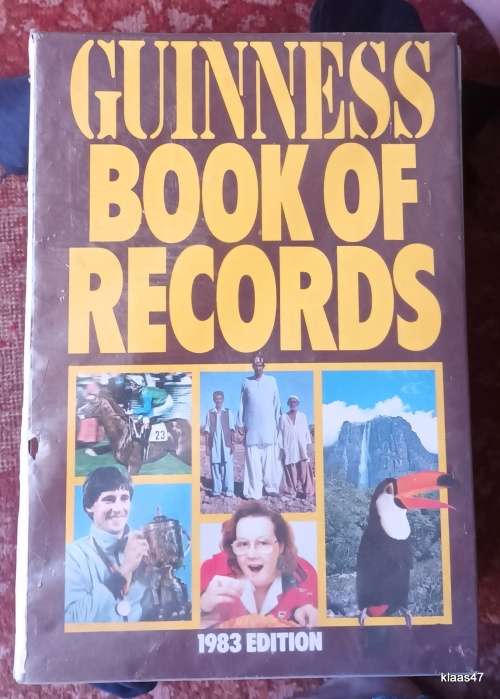 GUINNESS
BOOK OF
RECORDS
23
1983 EDITION
klaas47